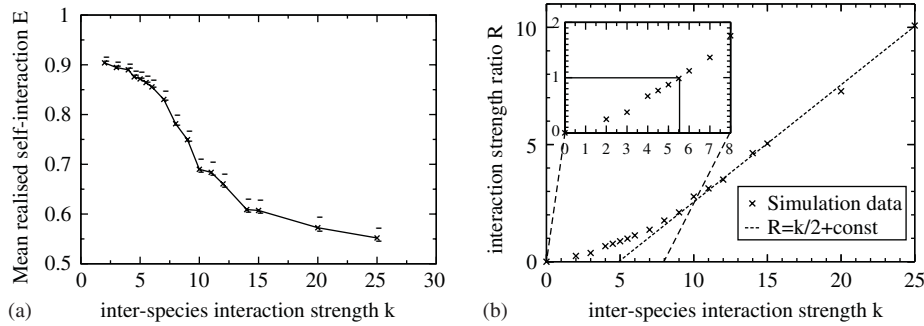 Mean realised self-interaction E
1
0.9
0.8
0.7
0.6
0.5
0 5 10 15 20 25 30
(a) inter-species interaction strength k
interaction strength ratio R
10
5
0
2
1
0
0 1 2 3 4 5 6 7 8
Simulation data
R=k/2+const
0 5 10 15 20 25
(b) inter-species interaction strength k